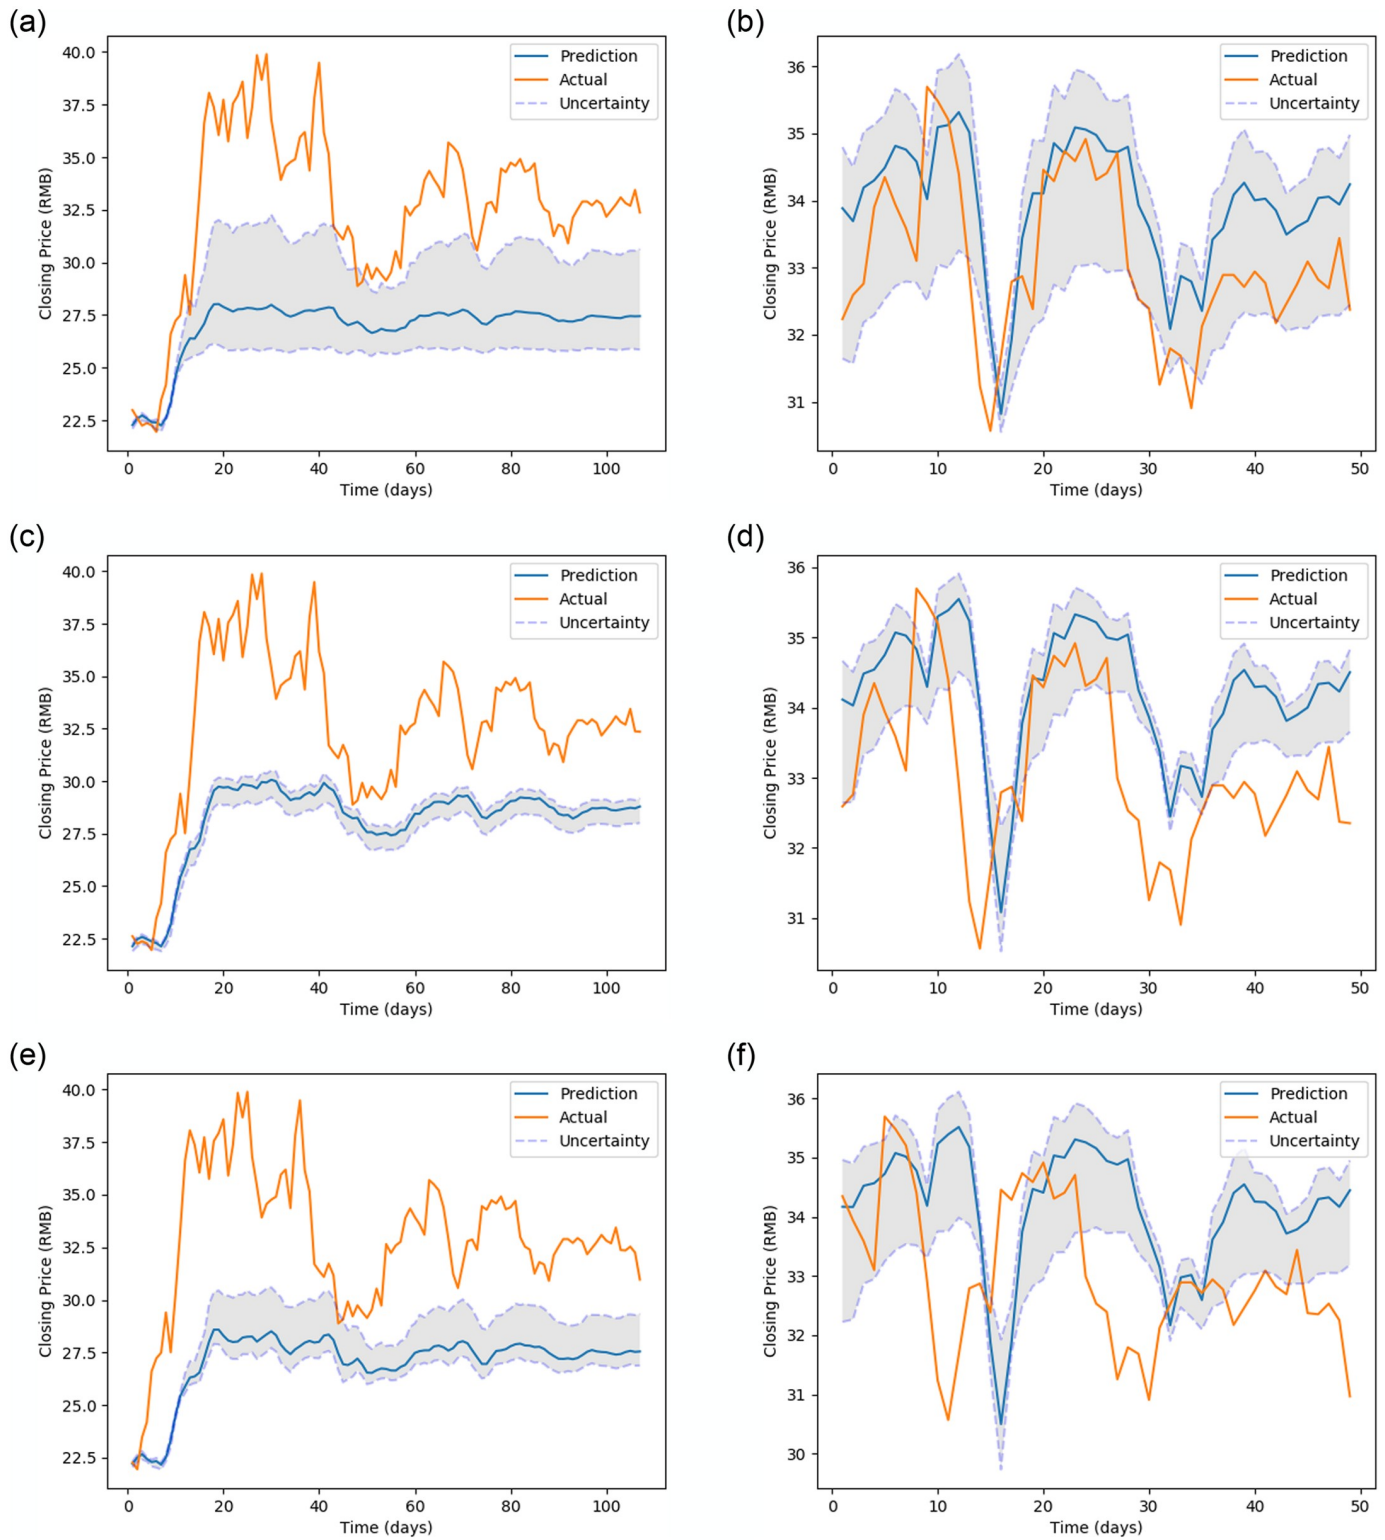 (a)
40.0
37.5
35.0
32.5
30.0
27.5
25.0
22.5
Closing Price (RMB)
Prediction
Actual
Uncertainty
0 20 40 60 80 100
Time (days)
(b)
36
35
34
33
32
31
Closing Price (RMB)
Prediction
Actual
Uncertainty
0 10 20 30 40 50
Time (days)
(c)
40.0
37.5
35.0
32.5
30.0
27.5
25.0
22.5
Closing Price (RMB)
Prediction
Actual
Uncertainty
0 20 40 60 80 100
Time (days)
(d)
36
35
34
33
32
31
Closing Price (RMB)
Prediction
Actual
Uncertainty
0 10 20 30 40 50
Time (days)
(e)
40.0
37.5
35.0
32.5
30.0
27.5
25.0
22.5
Closing Price (RMB)
Prediction
Actual
Uncertainty
0 20 40 60 80 100
Time (days)
(f)
36
35
34
33
32
31
30
Closing Price (RMB)
Prediction
Actual
Uncertainty
0 10 20 30 40 50
Time (days)